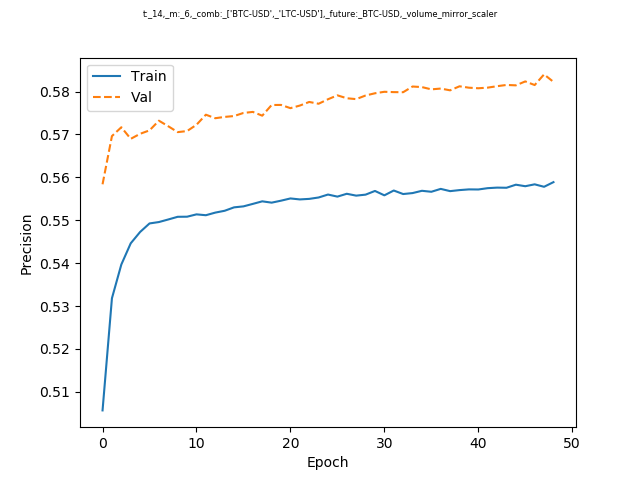 t:_14,_m:_6,_comb:_['BTC-USD',_'LTC-USD'],_future:_BTC-USD,_volume_mirror_scaler
Train
Val
0.58
0.57
0.56
0.55
0.54
0.53
0.52
0.51
Precision
0 10 20 30 40 50
Epoch